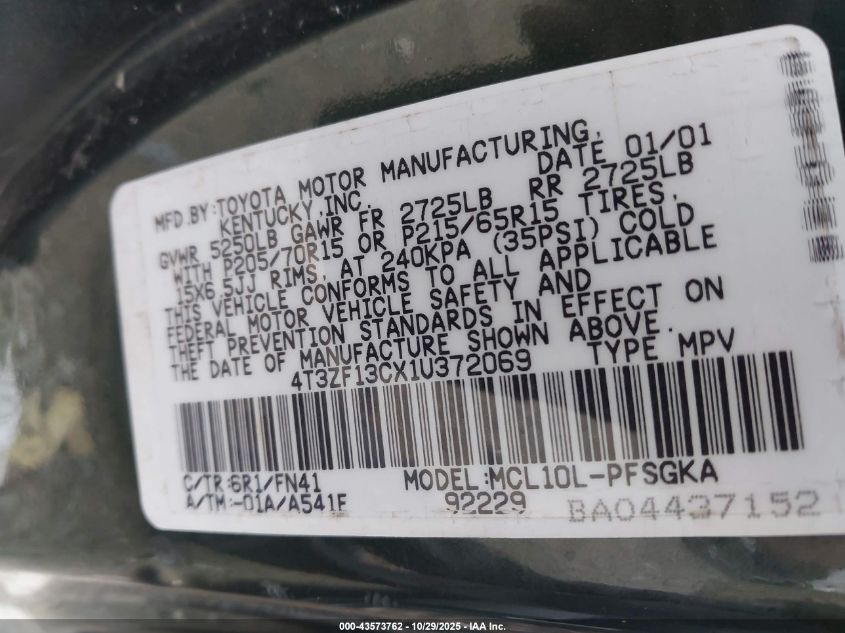 MFD.BY:TOYOTA MOTOR MANUFACTURING,
KENTUCKY,INC. DATE 01/01
GVWR 5250LB GAWR FR 2725LB RR 2725LB
WITH P205/70R15 OR P215/65R15 TIRES,
15X6.5JJ RIMS, AT 240KPA (35PSI) COLD
THIS VEHICLE CONFORMS TO ALL APPLICABLE
FEDERAL MOTOR VEHICLE SAFETY AND
THEFT PREVENTION STANDARDS IN EFFECT ON
THE DATE OF MANUFACTURE SHOWN ABOVE.
4T3ZF13CX1U372069 TYPE MPV
C/TR:6R1/FN41 MODEL:MCL10L-PFSGKA
A/TM:-01A/A541F 92229 BA04437152
000-43573762 - 10/29/2025 - IAA Inc.